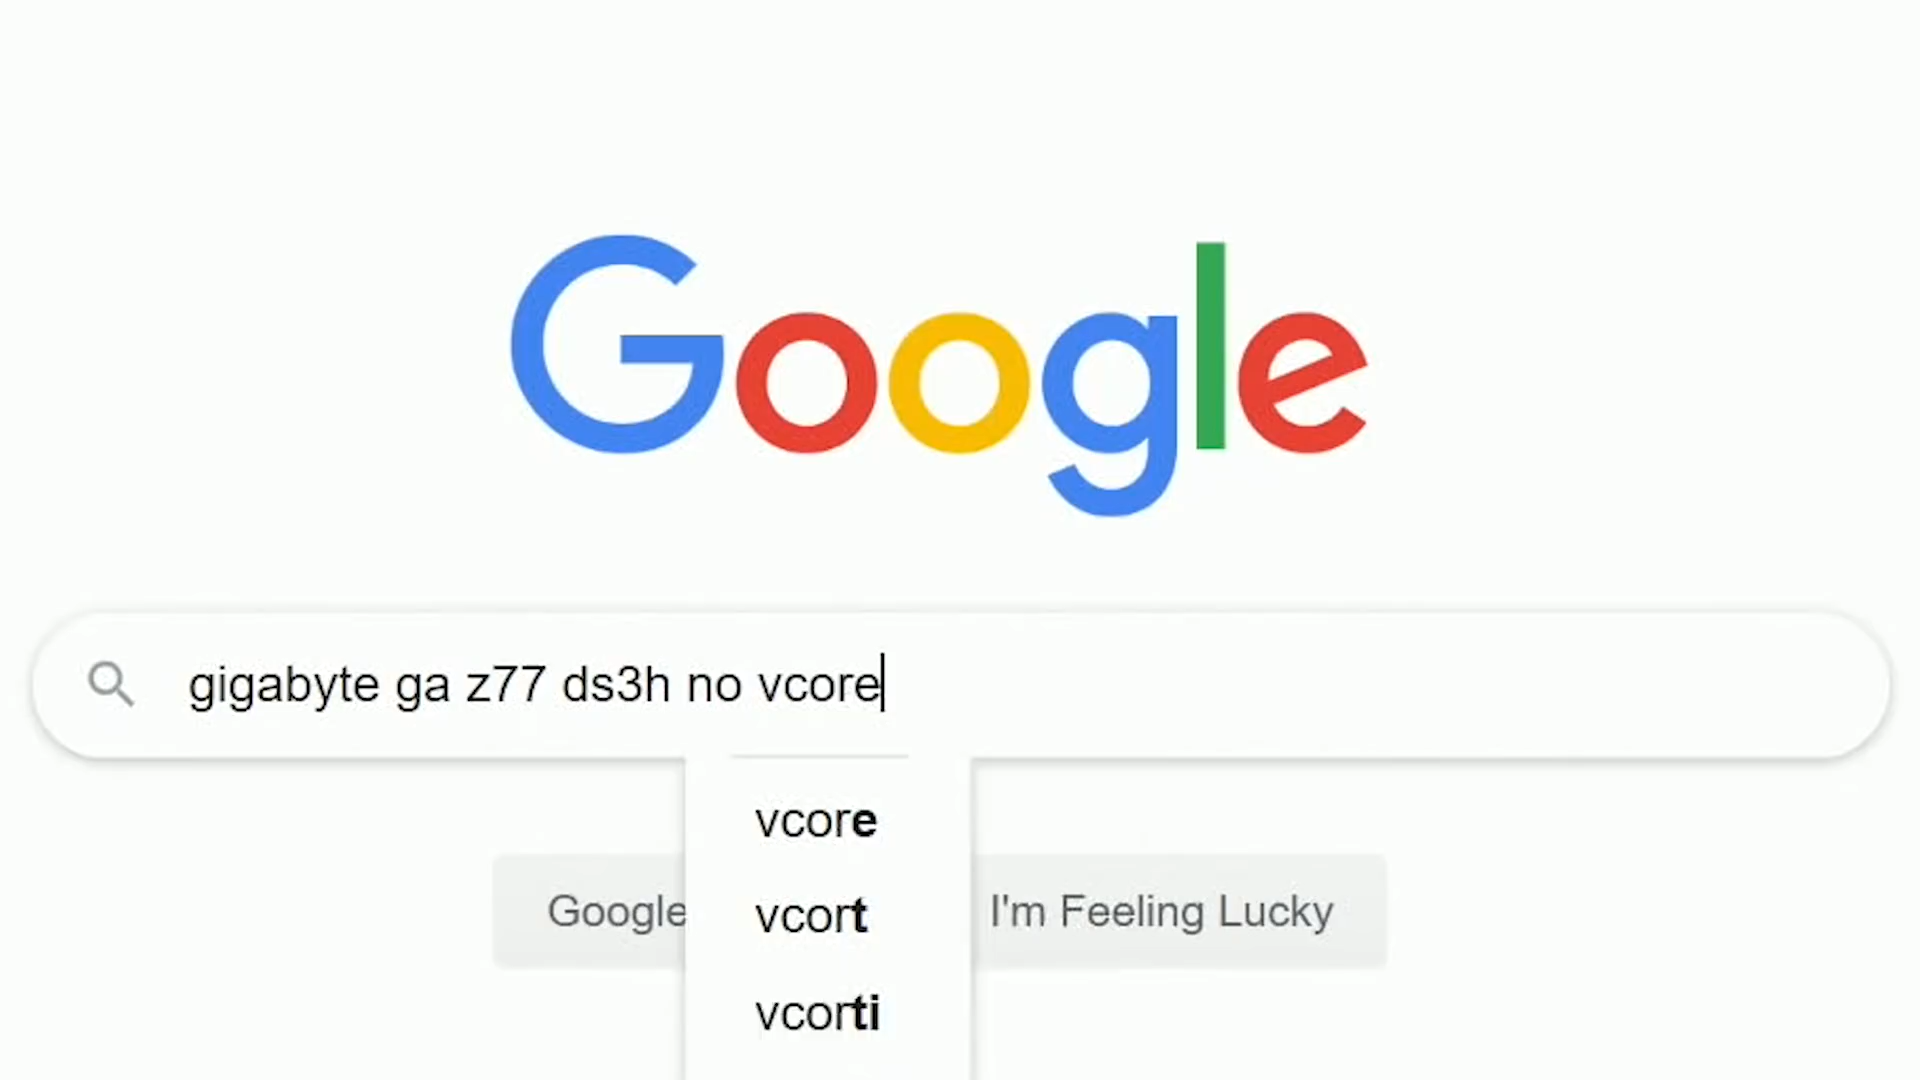 Google
gigabyte ga z77 ds3h no vcore
vcore
vcort
Google
I'm Feeling Lucky
vcorti